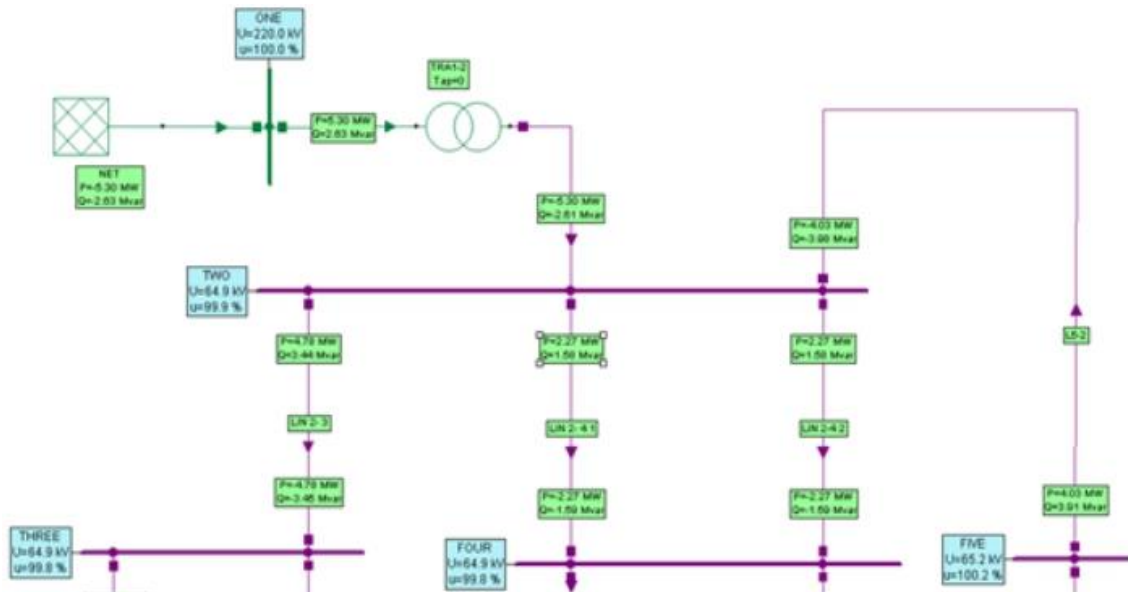 ONE
U=220.0 kV
u=100.0 %
TRA1-2
Tap=0
P=5.30 MW
Q=2.63 Mvar
NET
P=-5.30 MW
Q=-2.63 Mvar
P=-5.30 MW
Q=-2.61 Mvar
P=-4.03 MW
Q=-3.98 Mvar
TWO
U=64.9 kV
u=99.9 %
P=4.78 MW
Q=3.44 Mvar
P=2.27 MW
Q=1.58 Mvar
P=2.27 MW
Q=1.58 Mvar
L5-2
LIN 2- 3
LIN 2- 4 1
LIN 2-4 2
P=-4.78 MW
Q=-3.46 Mvar
P=-2.27 MW
Q=-1.59 Mvar
P=-2.27 MW
Q=-1.59 Mvar
P=4.03 MW
Q=3.91 Mvar
THREE
U=64.9 kV
u=99.8 %
FOUR
U=64.9 kV
u=99.8 %
FIVE
U=65.2 kV
u=100.2 %